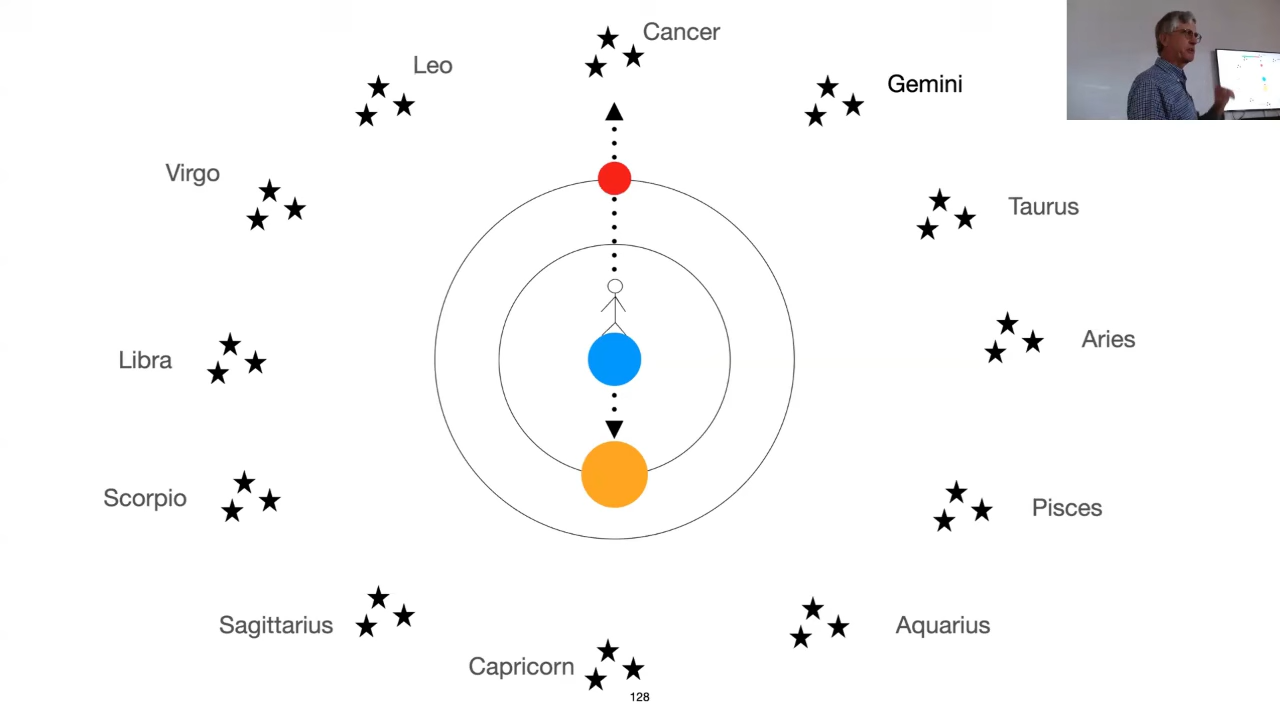 Cancer
Leo
Gemini
Virgo
Taurus
Aries
Libra
Scorpio
Pisces
Sagittarius
Aquarius
Capricorn
128